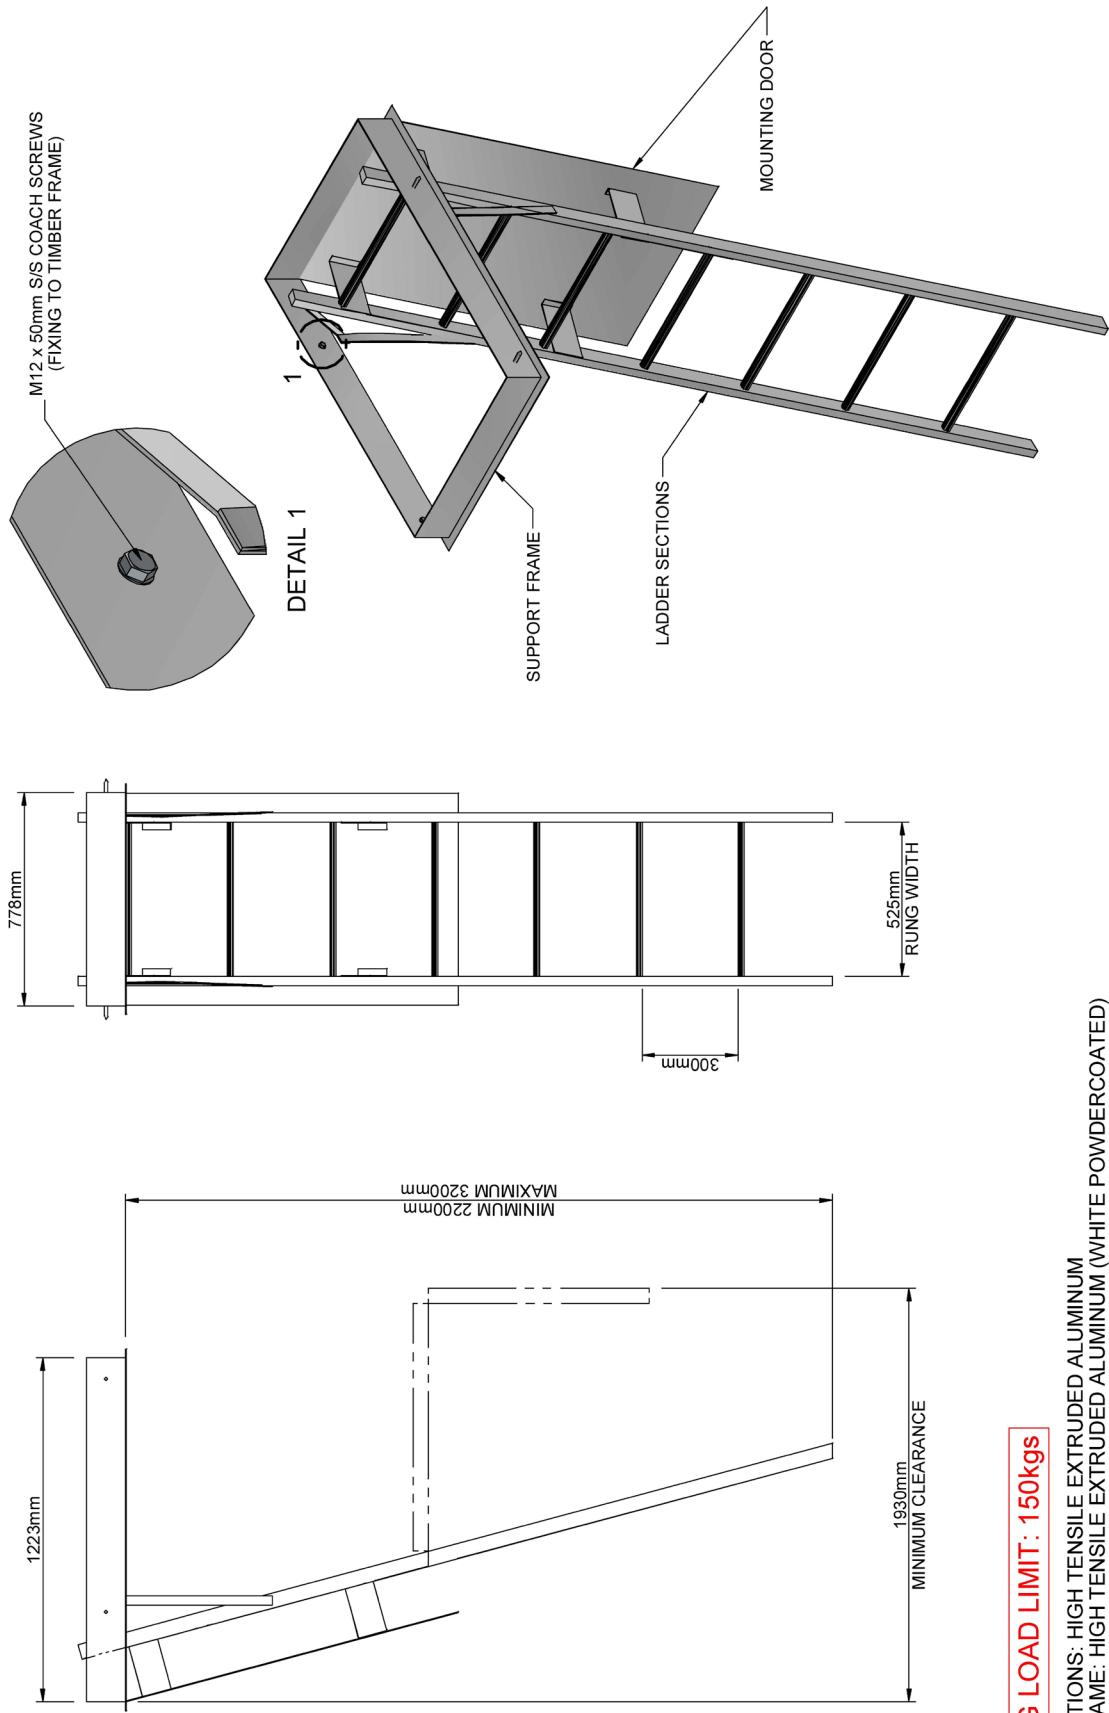 M12 x 50mm S/S COACH SCREWS
(FIXING TO TIMBER FRAME)
DETAIL 1
1
MOUNTING DOOR
SUPPORT FRAME
LADDER SECTIONS
778mm
525mm
RUNG WIDTH
300mm
1223mm
MINIMUM 2200mm
MAXIMUM 3200mm
1930mm
MINIMUM CLEARANCE
G LOAD LIMIT: 150kgs
TIONS: HIGH TENSILE EXTRUDED ALUMINUM
AME: HIGH TENSILE EXTRUDED ALUMINUM (WHITE POWDERCOATED)